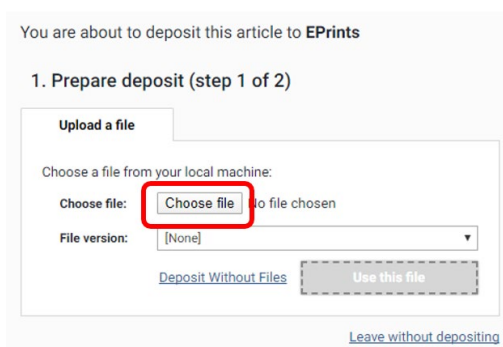 You are about to deposit this article to EPrints
1. Prepare deposit (step 1 of 2)
Upload a file
Choose a file from your local machine:
Choose file: Choose file No file chosen
File version: [None]
Deposit Without Files Use this file
Leave without depositing